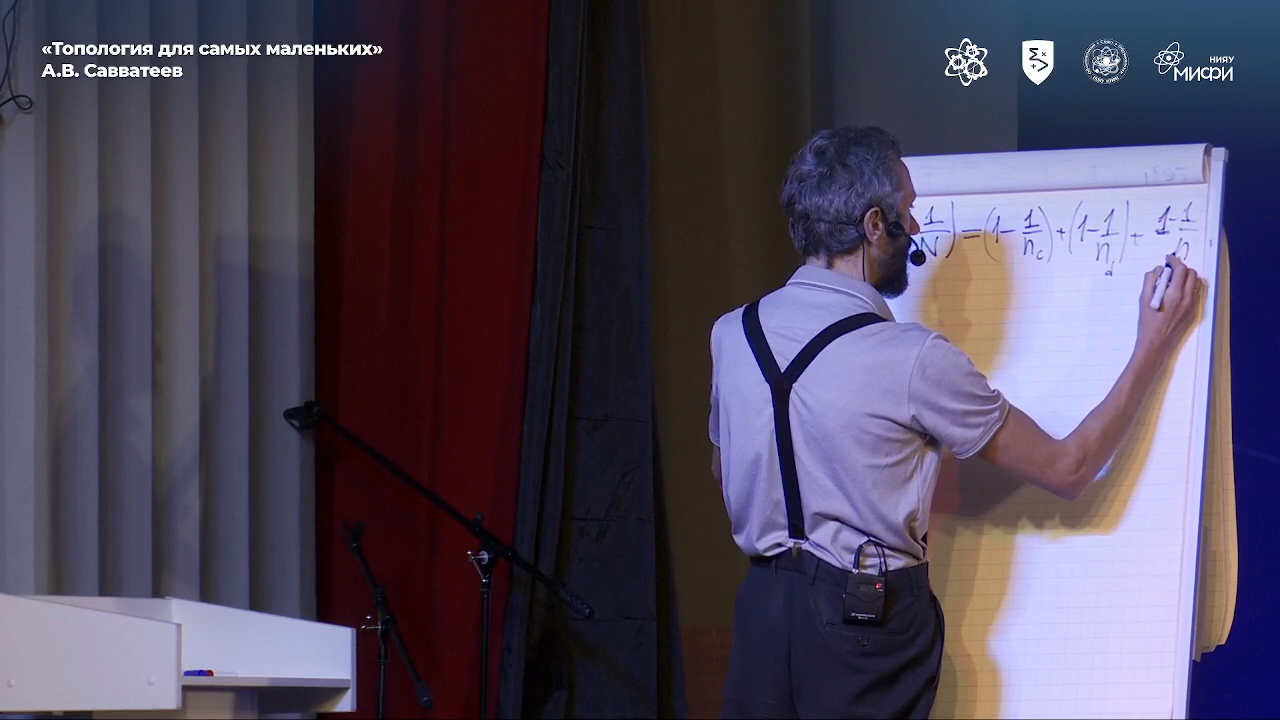 «Топология для самых маленьких»
А.В. Савватеев
НИЯУ
МИФИ
1/N) = (1 - 1/n_c) + (1 - 1/n_d) + 1 - 1/n